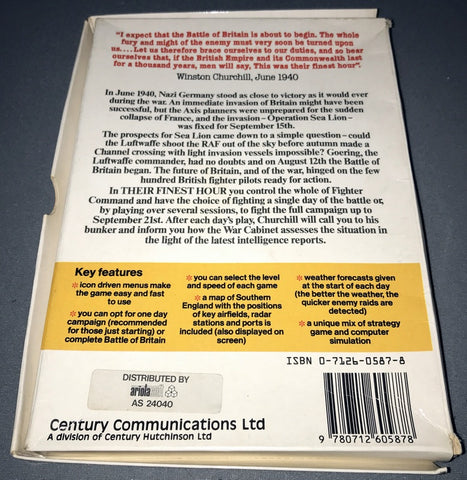 "I expect that the Battle of Britain is about to begin. The whole
fury and might of the enemy must very soon be turned upon
us.... Let us therefore brace ourselves to our duties, and so bear
ourselves that, if the British Empire and its Commonwealth last
for a thousand years, men will say, This was their finest hour".
Winston Churchill, June 1940
In June 1940, Nazi Germany stood as close to victory as it would ever
during the war. An immediate invasion of Britain might have been
successful, but the Axis planners were unprepared for the sudden
collapse of France, and the invasion – Operation Sea Lion –
was fixed for September 15th.
The prospects for Sea Lion came down to a simple question – could
the Luftwaffe shoot the RAF out of the sky before autumn made a
Channel crossing with light invasion vessels impossible? Goering, the
Luftwaffe commander, had no doubts and on August 12th the Battle of
Britain began. The future of Britain, and of the war, hinged on the few
hundred British fighter pilots ready for action.
In THEIR FINEST HOUR you control the whole of Fighter
Command and have the choice of fighting a single day of the battle or,
by playing over several sessions, to fight the full campaign up to
September 21st. After each day's play, Churchill will call you to his
bunker and inform you how the War Cabinet assesses the situation in
the light of the latest intelligence reports.
Key features
* icon driven menus make
the game easy and fast
to use
* you can opt for one day
campaign (recommended
for those just starting) or
complete Battle of Britain
* you can select the level
and speed of each game
* a map of Southern
England with the positions
of key airfields, radar
stations and ports is
included (also displayed on
screen)
* weather forecasts given
at the start of each day
(the better the weather, the
quicker enemy raids are
detected)
* a unique mix of strategy
game and computer
simulation
ISBN 0-7126-0587-8
DISTRIBUTED BY
ariolasoft
AS 24040
Century Communications Ltd
A division of Century Hutchinson Ltd
9 780712 605878